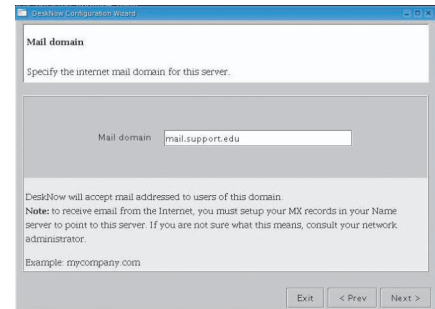 DeskNow Configuration Wizard
Mail domain
Specify the internet mail domain for this server.
Mail domain mail.support.edu
DeskNow will accept mail addressed to users of this domain.
Note: to receive email from the Internet, you must setup your MX records in your Name
server to point to this server. If you are not sure what this means, consult your network
administrator.
Example: mycompany.com
Exit < Prev Next >